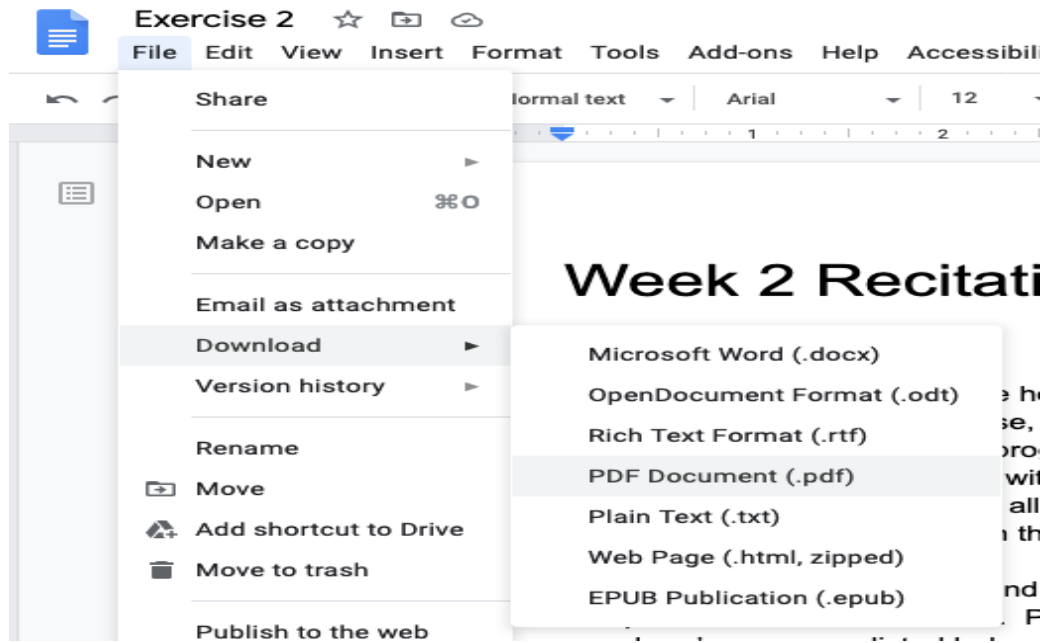 Exercise 2
File Edit View Insert Format Tools Add-ons Help
Share
text Arial 12
1 2
New
Open ⌘O
Make a copy
Week 2
Email as attachment
Download
Microsoft Word (.docx)
Version history
OpenDocument Format (.odt)
Rich Text Format (.rtf)
Rename
PDF Document (.pdf)
Move
Plain Text (.txt)
Add shortcut to Drive
Web Page (.html, zipped)
Move to trash
EPUB Publication (.epub)
Publish to the web